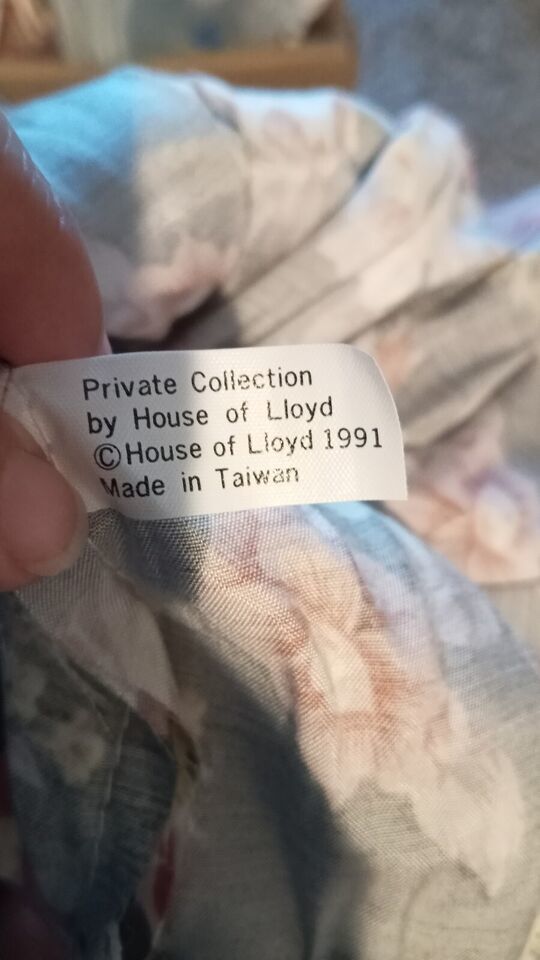 Private Collection
by House of Lloyd
©House of Lloyd 1991
Made in Taiwan